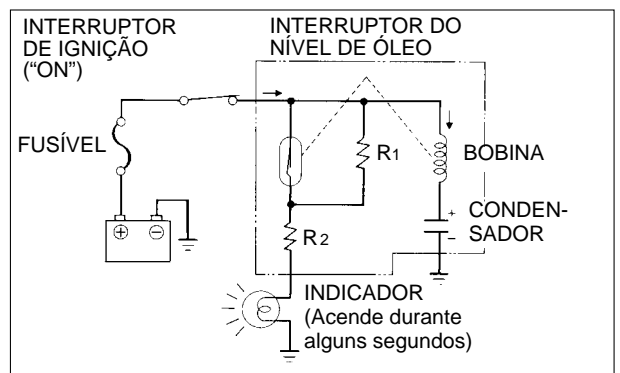 INTERRUPTOR
DE IGNIÇÃO
(“ON”)
INTERRUPTOR DO
NÍVEL DE ÓLEO
FUSÍVEL
R1
BOBINA
+
CONDEN-
SADOR
−
+ −
R2
INDICADOR
(Acende durante
alguns segundos)